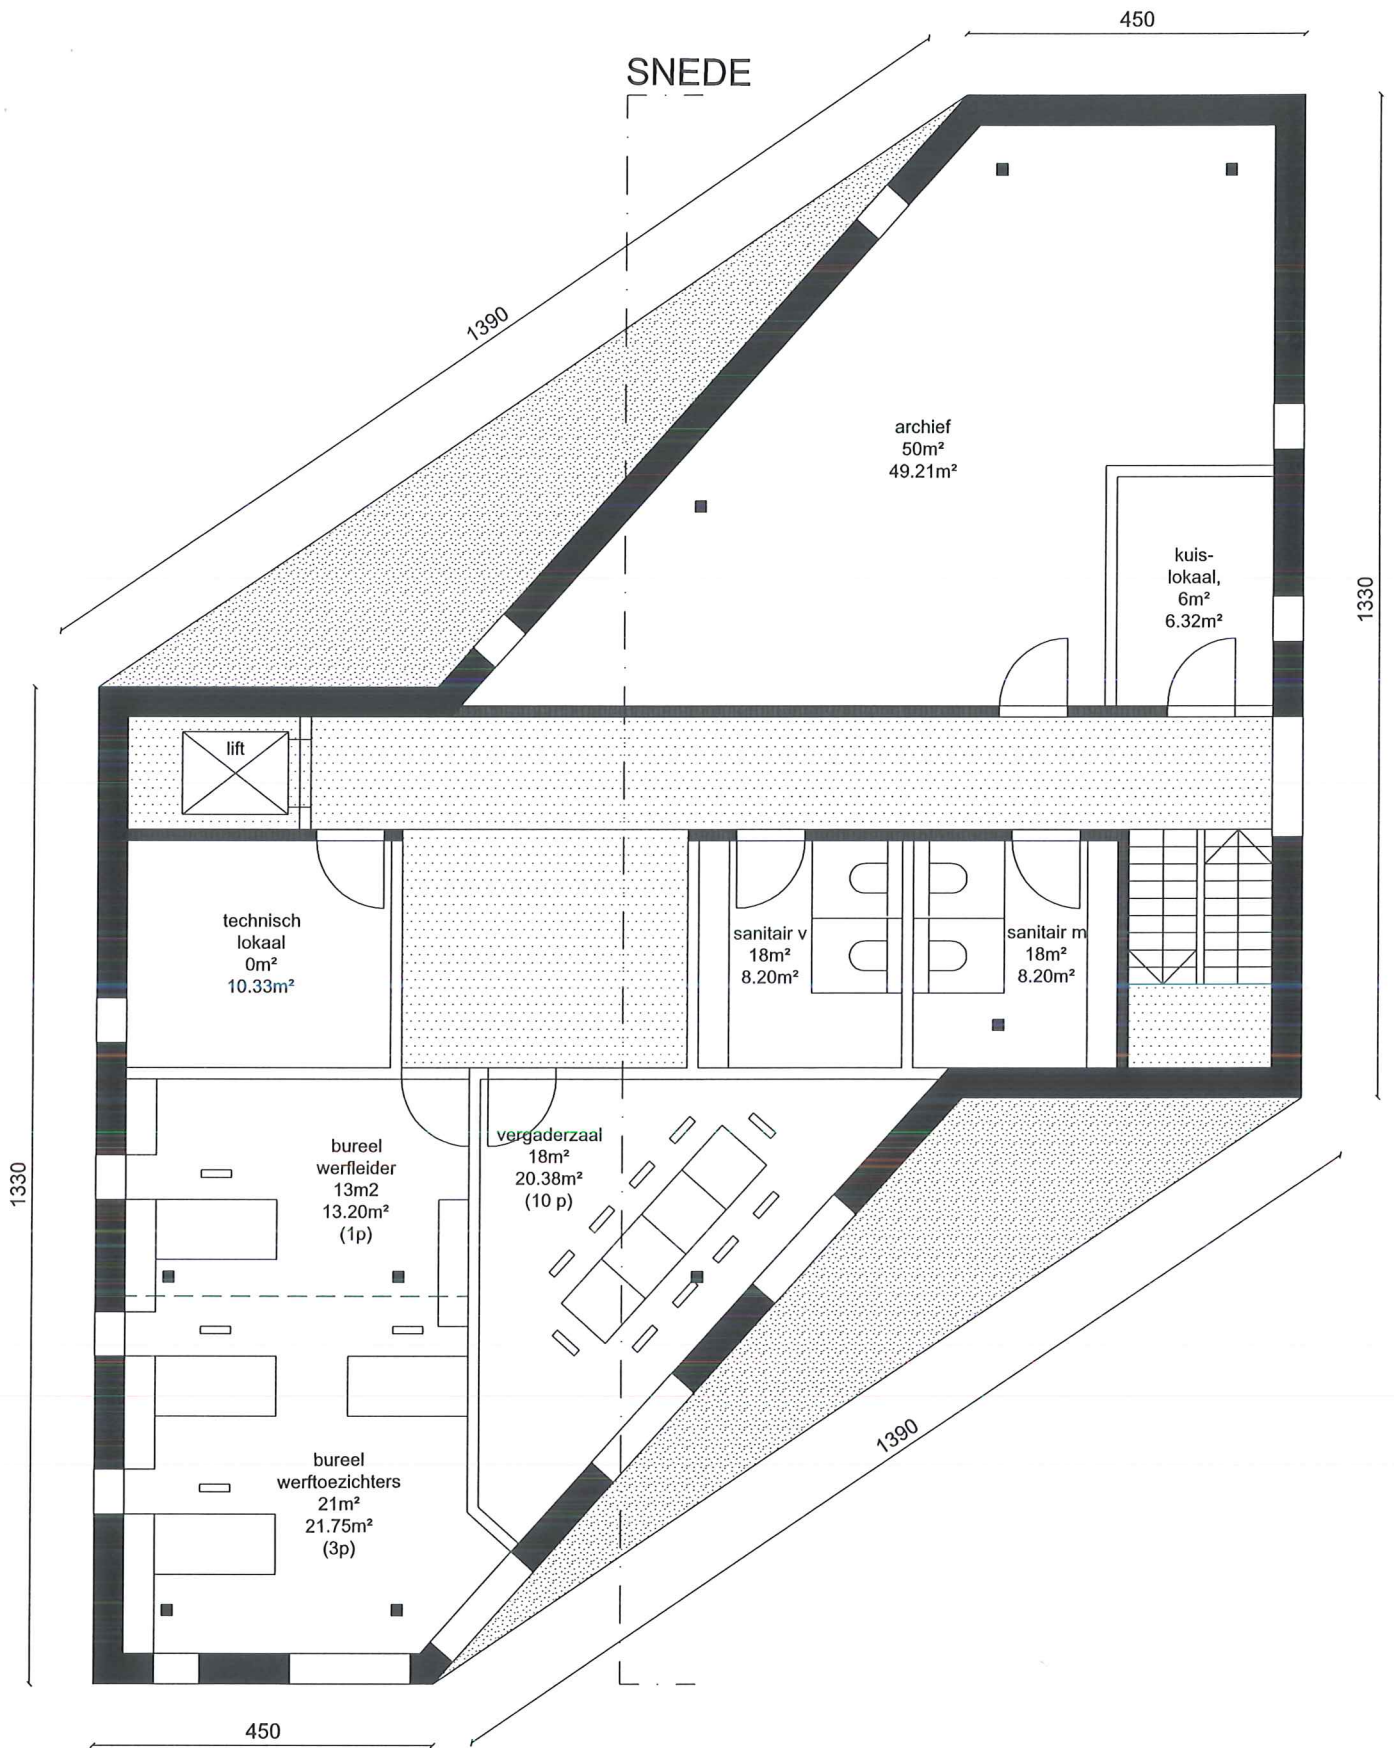 450
SNEDE
1390
archief
50m²
49.21m²
kuis-
lokaal,
6m²
6.32m²
1330
lift
technisch
lokaal
0m²
10.33m²
sanitair v
18m²
8.20m²
sanitair m
18m²
8.20m²
1330
bureel
werfleider
13m2
13.20m²
(1p)
vergaderzaal
18m²
20.38m²
(10 p)
bureel
werftoezichters
21m²
21.75m²
(3p)
1390
450